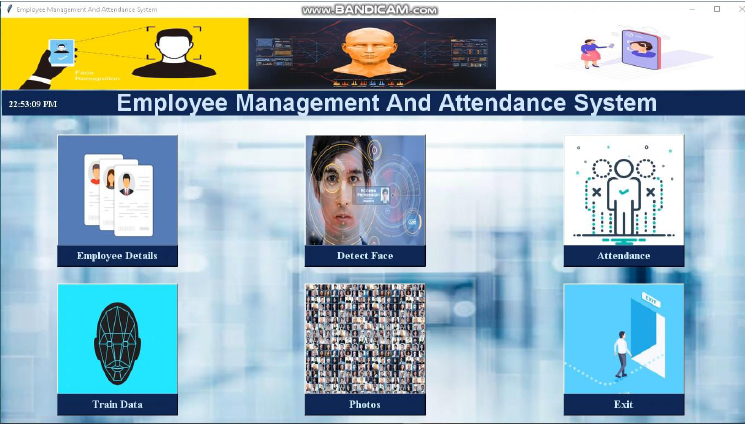 Employee Management And Attendance System
WWW.BANDICAM.COM
Face
Recognition
22:53:09 PM
Employee Management And Attendance System
Employee Details
Detect Face
Attendance
Train Data
Photos
EXIT
Exit